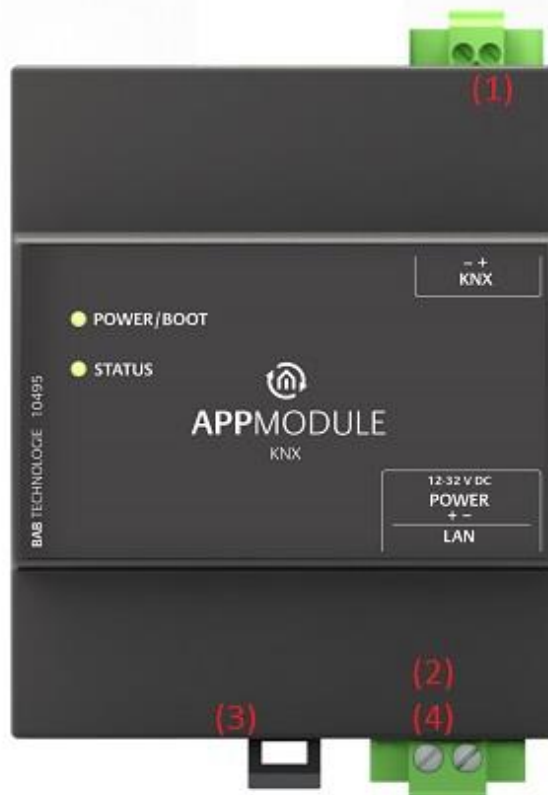 (1)
– +
KNX
POWER/BOOT
STATUS
BAB TECHNOLOGIE 10495
APPMODULE
KNX
12-32 V DC
POWER
+ –
LAN
(2)
(3)
(4)